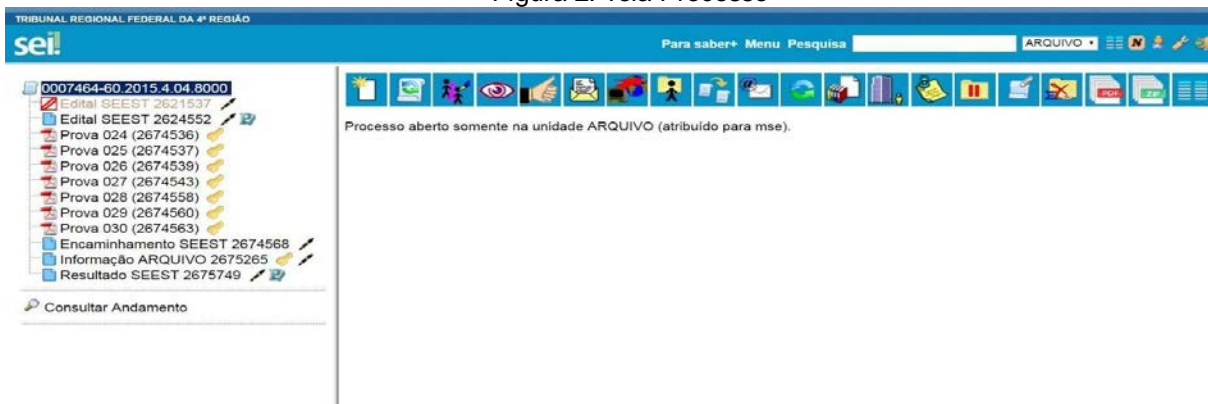 Figura 2: Tela Processo
TRIBUNAL REGIONAL FEDERAL DA 4ª REGIÃO
sei!
Para saber+ Menu Pesquisa
ARQUIVO
N
0007464-60.2015.4.04.8000
Edital SEEST 2621537
Edital SEEST 2624552
Prova 024 (2674536)
Prova 025 (2674537)
Prova 026 (2674539)
Prova 027 (2674543)
Prova 028 (2674558)
Prova 029 (2674560)
Prova 030 (2674563)
Encaminhamento SEEST 2674568
Informação ARQUIVO 2675265
Resultado SEEST 2675749
Consultar Andamento
PDF
ZIP
Processo aberto somente na unidade ARQUIVO (atribuído para mse).